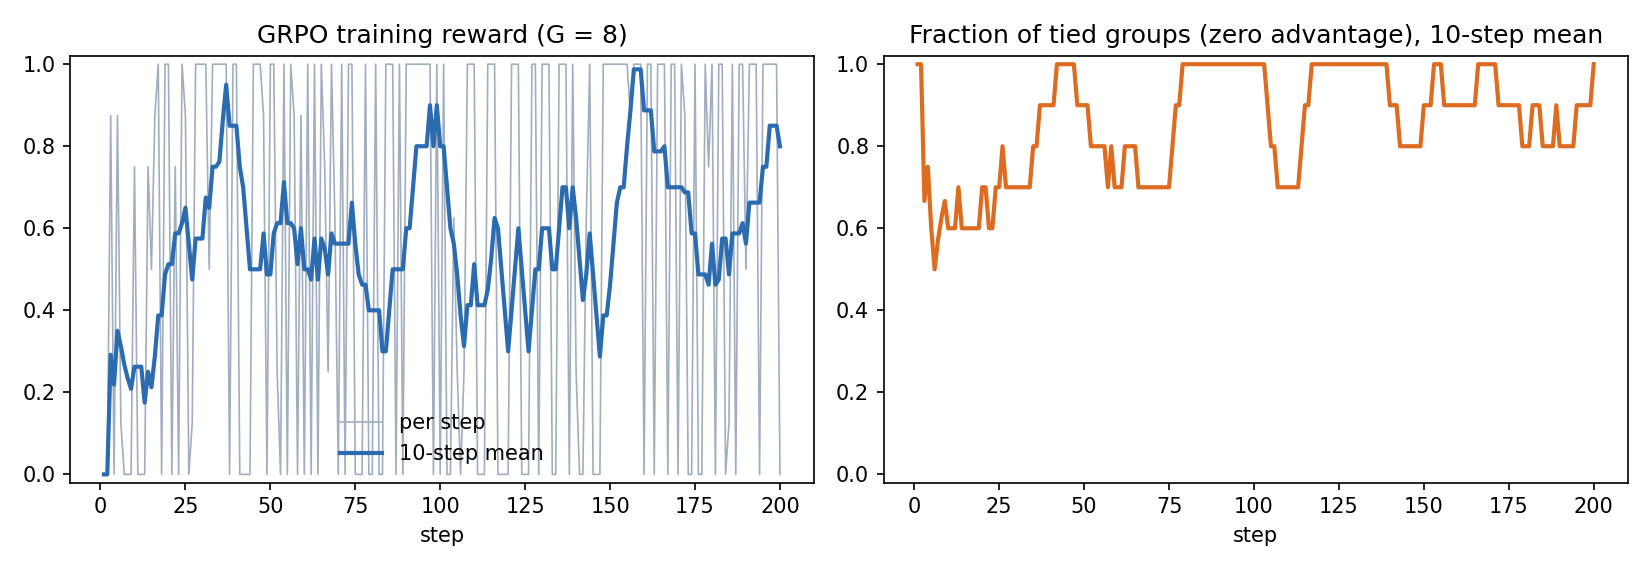 GRPO training reward (G = 8)
1.0
0.8
0.6
0.4
0.2
0.0
per step
10-step mean
0 25 50 75 100 125 150 175 200
step
Fraction of tied groups (zero advantage), 10-step mean
1.0
0.8
0.6
0.4
0.2
0.0
0 25 50 75 100 125 150 175 200
step